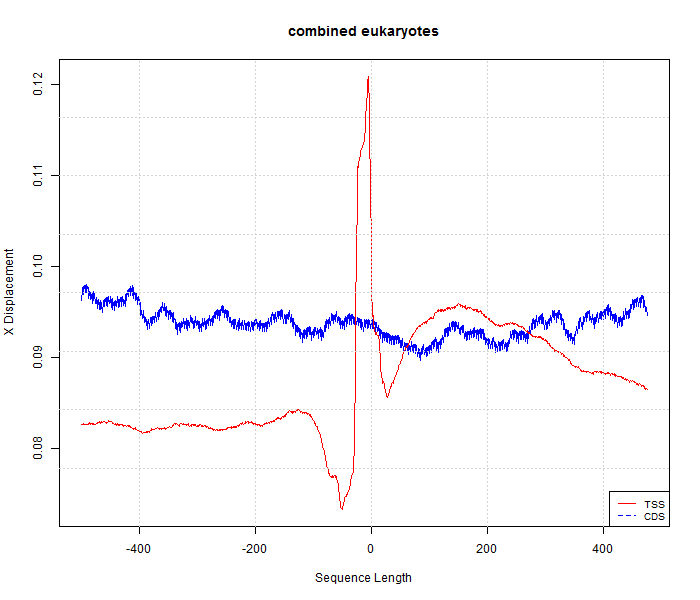 combined eukaryotes
X Displacement
0.12
0.11
0.10
0.09
0.08
-400
-200
0
200
400
Sequence Length
TSS
CDS